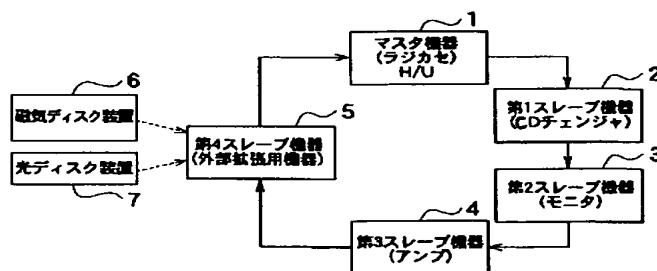 1
マスタ機器
(ラジカセ)
H/U
2
第1スレーブ機器
(CDチェンジャ)
3
第2スレーブ機器
(モニタ)
4
第3スレーブ機器
(アンプ)
5
第4スレーブ機器
(外部拡張用機器)
6
磁気ディスク装置
光ディスク装置
7